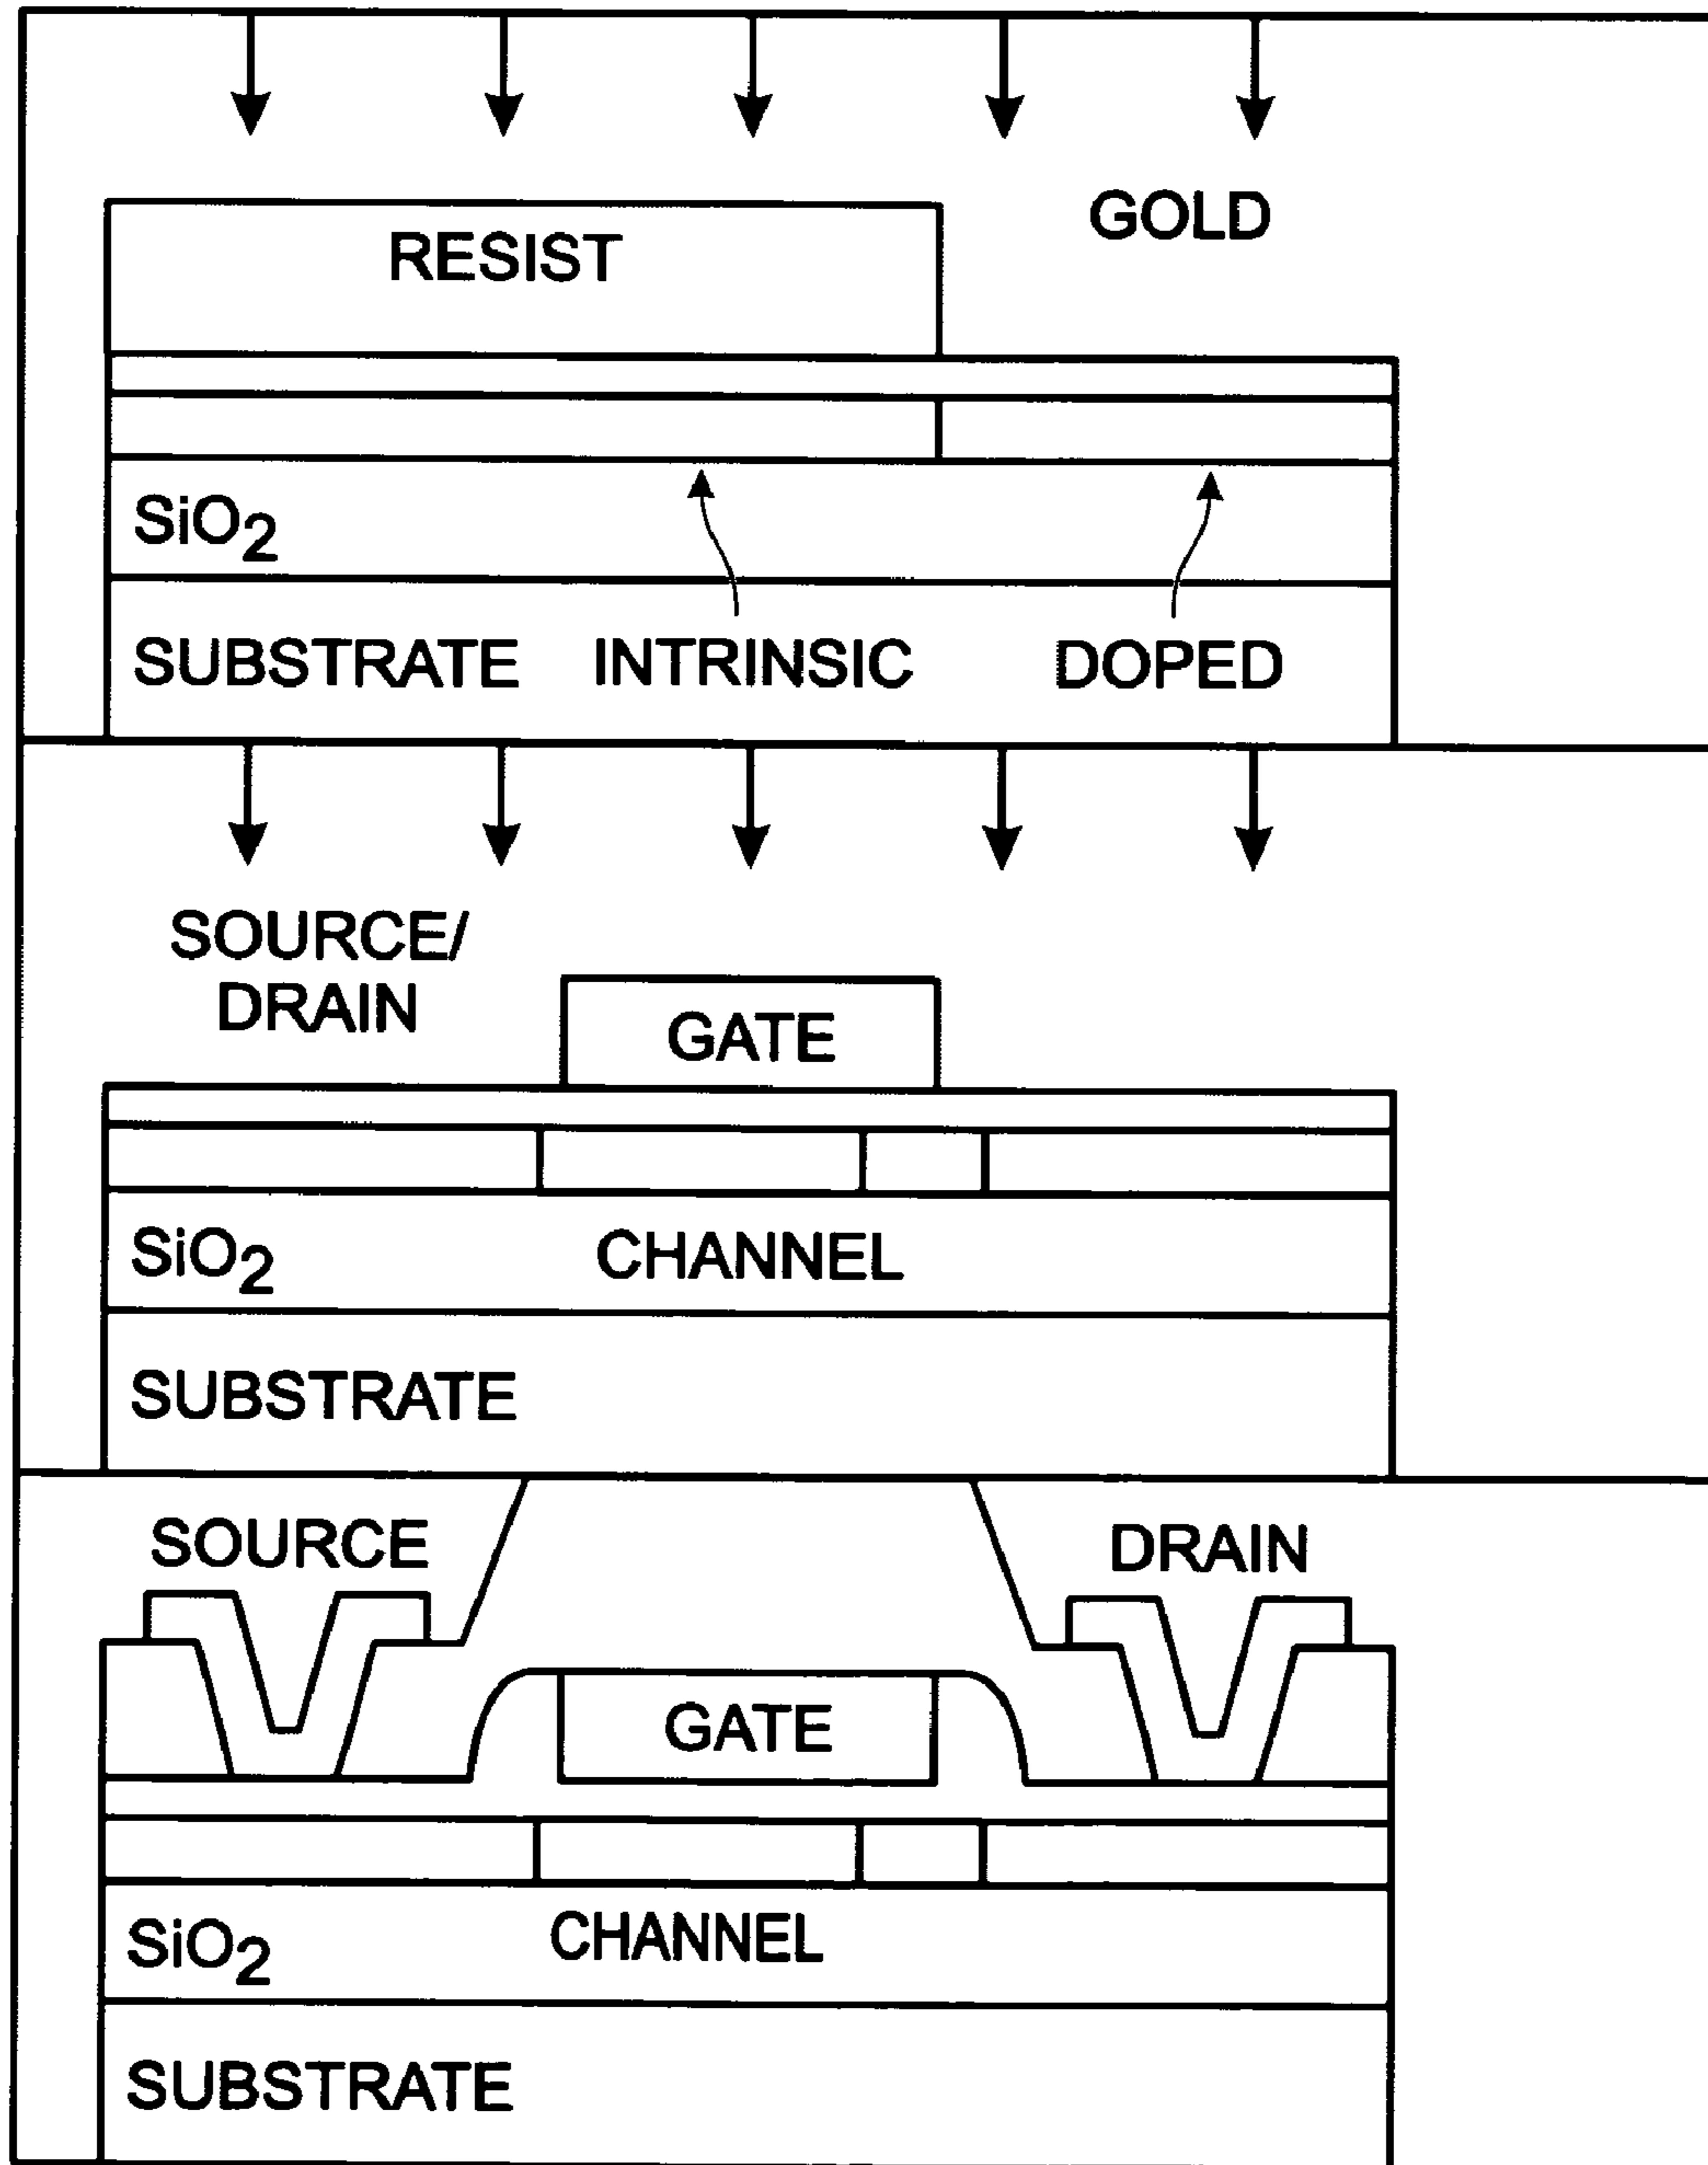 GOLD
RESIST
SiO2
SUBSTRATE INTRINSIC DOPED
SOURCE/
DRAIN
GATE
SiO2 CHANNEL
SUBSTRATE
SOURCE DRAIN
GATE
SiO2 CHANNEL
SUBSTRATE